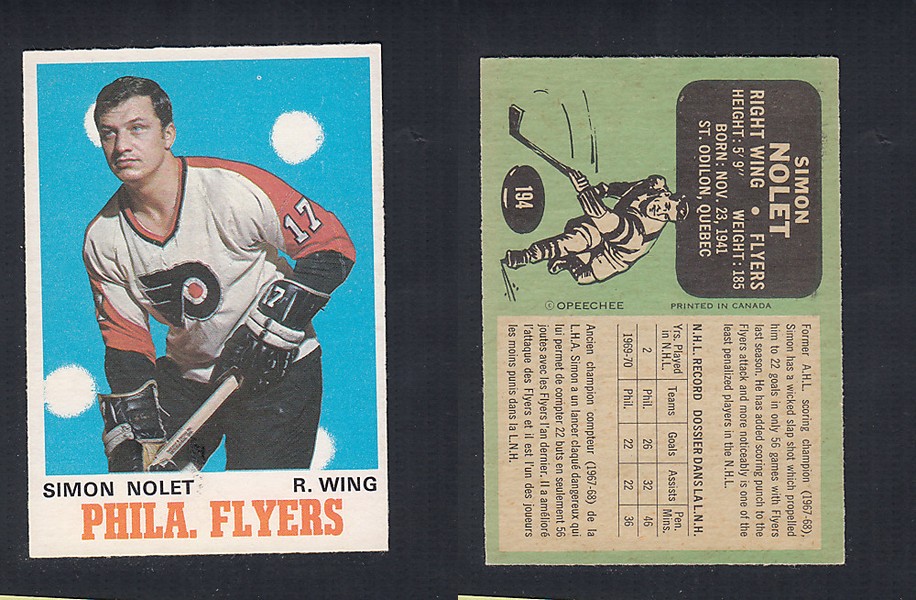 17
17
SIMON NOLET R. WING
PHILA. FLYERS
SIMON
NOLET
RIGHT WING • FLYERS
HEIGHT: 5' 9" WEIGHT: 185
BORN: NOV. 23, 1941
ST. ODILON, QUEBEC
194
© OPEECHEE PRINTED IN CANADA
Former A.H.L. scoring champion (1967-68),
Simon has a wicked slap shot which propelled
him to 22 goals in only 56 games with Flyers
last season. He has added scoring punch to the
Flyers attack and more noticeably is one of the
least penalized players in the N.H.L.
N.H.L. RECORD DOSSIER DANS LA L.N.H.
Yrs. Played in N.H.L. Teams Goals Assists Pen. Mins.
2 Phil. 26 32 46
1969-70 Phil. 22 22 36
Ancien champion compteur (1967-68) de la
L.H.A. Simon a un lancer claqué dangereux qui
lui permet de compter 22 buts en seulement 56
joutes avec les Flyers l'an dernier. Il a amélioré
l'attaque des Flyers et il est l'un des joueurs
les moins punis dans la L.N.H.